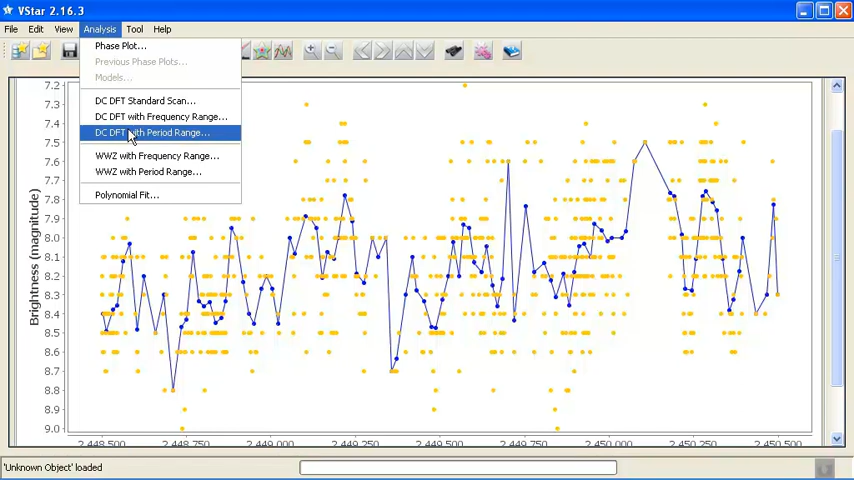 VStar 2.16.3
File Edit View Analysis Tool Help
Phase Plot...
Previous Phase Plots...
Models...
DC DFT Standard Scan...
DC DFT with Frequency Range...
DC DFT with Period Range...
WWZ with Frequency Range...
WWZ with Period Range...
Polynomial Fit...
Brightness (magnitude)
7.2
7.3
7.4
7.5
7.6
7.7
7.8
7.9
8.0
8.1
8.2
8.3
8.4
8.5
8.6
8.7
8.8
8.9
9.0
2,448,500 2,448,750 2,449,000 2,449,250 2,449,500 2,449,750 2,450,000 2,450,250 2,450,500
'Unknown Object' loaded